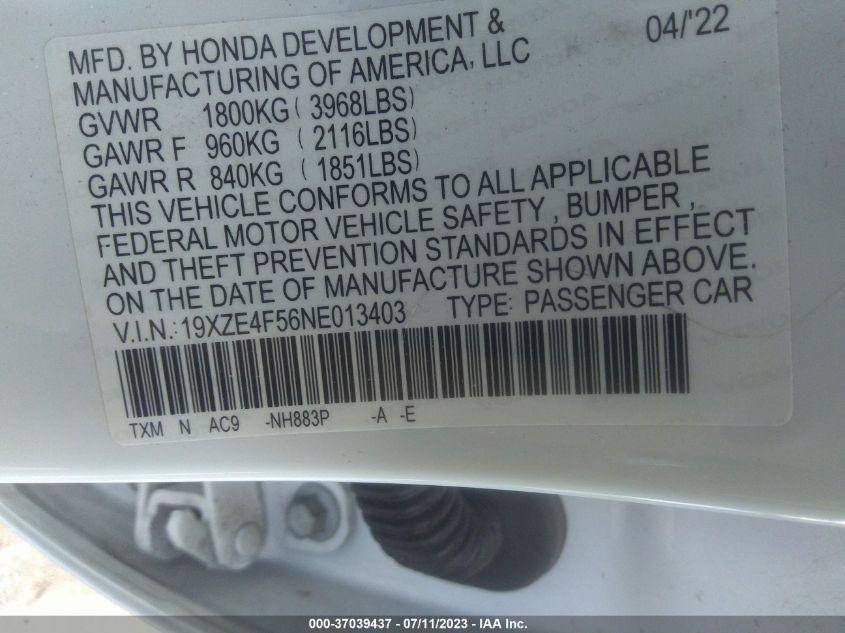 MFD. BY HONDA DEVELOPMENT & 04/'22
MANUFACTURING OF AMERICA, LLC
GVWR 1800KG ( 3968LBS)
GAWR F 960KG ( 2116LBS)
GAWR R 840KG ( 1851LBS)
THIS VEHICLE CONFORMS TO ALL APPLICABLE
FEDERAL MOTOR VEHICLE SAFETY , BUMPER ,
AND THEFT PREVENTION STANDARDS IN EFFECT
ON THE DATE OF MANUFACTURE SHOWN ABOVE.
V.I.N.:19XZE4F56NE013403 TYPE: PASSENGER CAR
TXM N AC9 -NH883P -A -E
000-37039437 - 07/11/2023 - IAA Inc.